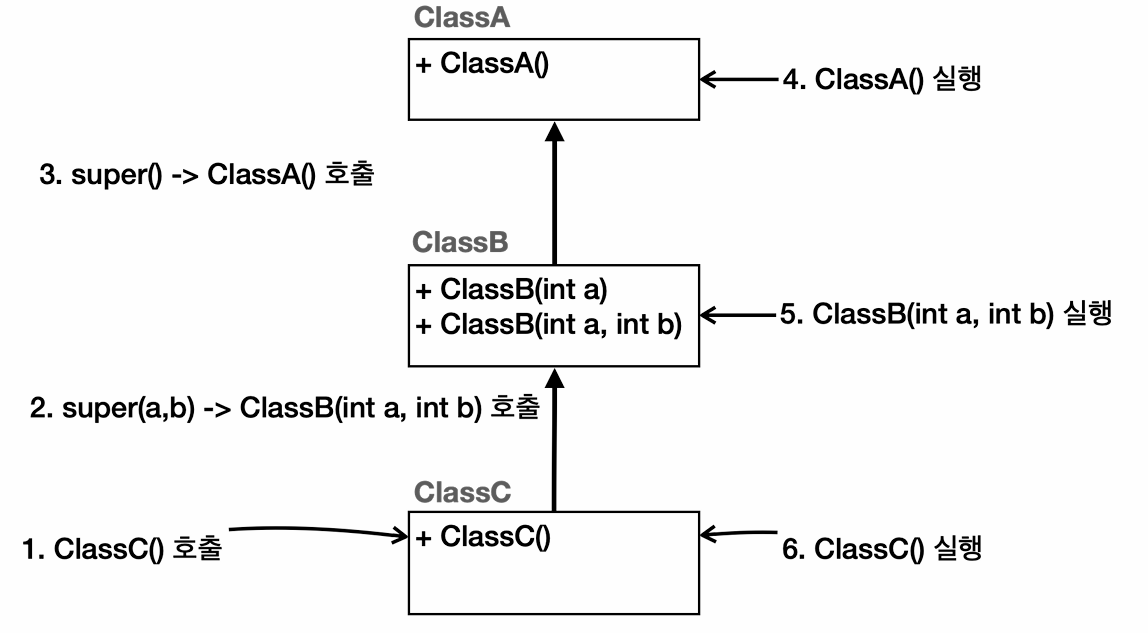 ClassA
+ ClassA()
4. ClassA() 실행
3. super() -> ClassA() 호출
ClassB
+ ClassB(int a)
+ ClassB(int a, int b)
5. ClassB(int a, int b) 실행
2. super(a,b) -> ClassB(int a, int b) 호출
ClassC
+ ClassC()
1. ClassC() 호출
6. ClassC() 실행